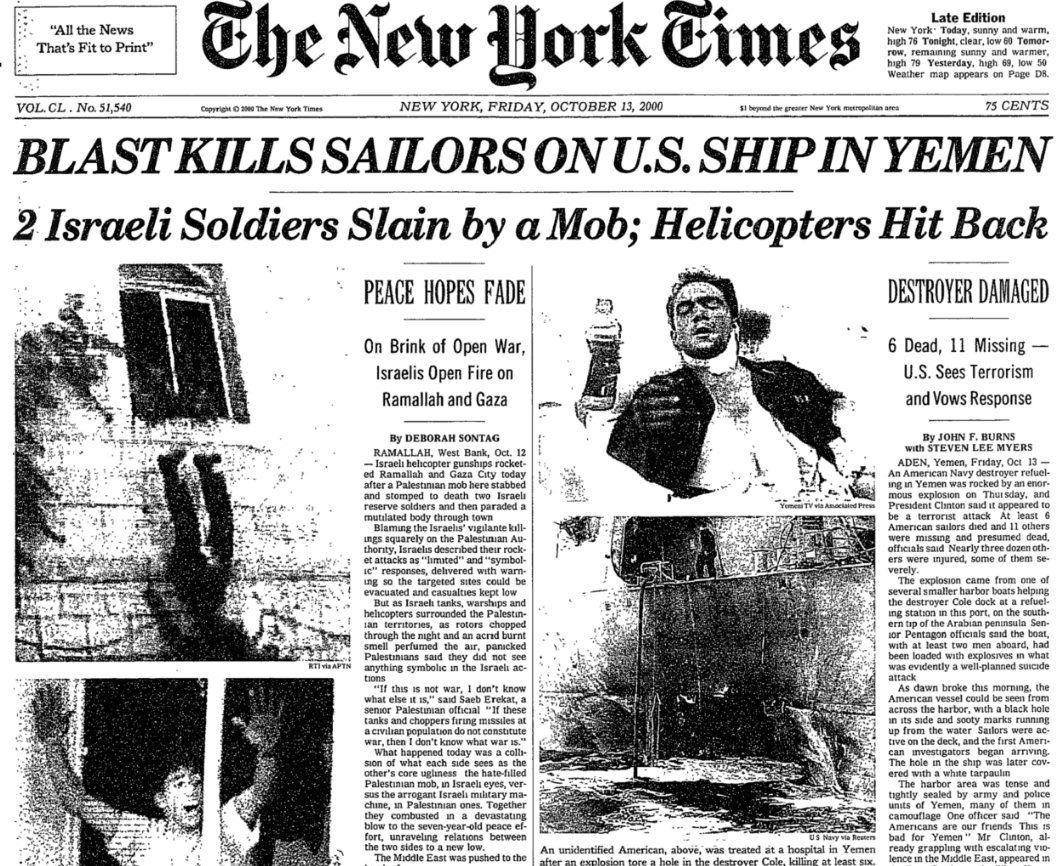 "All the News
That's Fit to Print"
The New York Times
Late Edition
New York· Today, sunny and warm,
high 76 Tonight, clear, low 60 Tomor-
row, remaining sunny and warmer,
high 79 Yesterday, high 69, low 50
Weather map appears on Page D8.
VOL. CL . No. 51,540
Copyright © 2000 The New York Times
NEW YORK, FRIDAY, OCTOBER 13, 2000
$1 beyond the greater New York metropolitan area
75 CENTS
BLAST KILLS SAILORS ON U.S. SHIP IN YEMEN
2 Israeli Soldiers Slain by a Mob; Helicopters Hit Back
RTI via APTN
PEACE HOPES FADE
On Brink of Open War,
Israelis Open Fire on
Ramallah and Gaza
By DEBORAH SONTAG
RAMALLAH, West Bank, Oct. 12
— Israeli helicopter gunships rocket-
ed Ramallah and Gaza City today
after a Palestinian mob here stabbed
and stomped to death two Israeli
reserve soldiers and then paraded a
mutilated body through town
Blaming the Israelis' vigilante kill-
ings squarely on the Palestinian Au-
thority, Israelis described their rock-
et attacks as "limited" and "symbol-
ic" responses, delivered with warn-
ing so the targeted sites could be
evacuated and casualties kept low
But as Israeli tanks, warships and
helicopters surrounded the Palestin-
ian territories, as rotors chopped
through the night and an acrid burnt
smell perfumed the air, panicked
Palestinians said they did not see
anything symbolic in the Israeli ac-
tions
"If this is not war, I don't know
what else it is," said Saeb Erekat, a
senior Palestinian official "If these
tanks and choppers firing missiles at
a civilian population do not constitute
war, then I don't know what war is."
What happened today was a colli-
sion of what each side sees as the
other's core ugliness the hate-filled
Palestinian mob, in Israeli eyes, ver-
sus the arrogant Israeli military ma-
chine, in Palestinian ones. Together
they combusted in a devastating
blow to the seven-year-old peace ef-
fort, unraveling relations between
the two sides to a new low.
The Middle East was pushed to the
Yemeni TV via Associated Press
U S Navy via Reuters
An unidentified American, above, was treated at a hospital in Yemen
after an explosion tore a hole in the destroyer Cole, killing at least six.
DESTROYER DAMAGED
6 Dead, 11 Missing —
U.S. Sees Terrorism
and Vows Response
By JOHN F. BURNS
with STEVEN LEE MYERS
ADEN, Yemen, Friday, Oct 13 —
An American Navy destroyer refuel-
ing in Yemen was rocked by an enor-
mous explosion on Thursday, and
President Clinton said it appeared to
be a terrorist attack At least 6
American sailors died and 11 others
were missing and presumed dead,
officials said Nearly three dozen oth-
ers were injured, some of them se-
verely.
The explosion came from one of
several smaller harbor boats helping
the destroyer Cole dock at a refuel-
ing station in this port, on the south-
ern tip of the Arabian peninsula Sen-
ior Pentagon officials said the boat,
with at least two men aboard, had
been loaded with explosives in what
was evidently a well-planned suicide
attack
As dawn broke this morning, the
American vessel could be seen from
across the harbor, with a black hole
in its side and sooty marks running
up from the water Sailors were ac-
tive on the deck, and the first Ameri-
can investigators began arriving.
The hole in the ship was later cov-
ered with a white tarpaulin
The harbor area was tense and
tightly sealed by army and police
units of Yemen, many of them in
camouflage One officer said "The
Americans are our friends This is
bad for Yemen" Mr Clinton, al-
ready grappling with escalating vio-
lence in the Middle East, appeared in